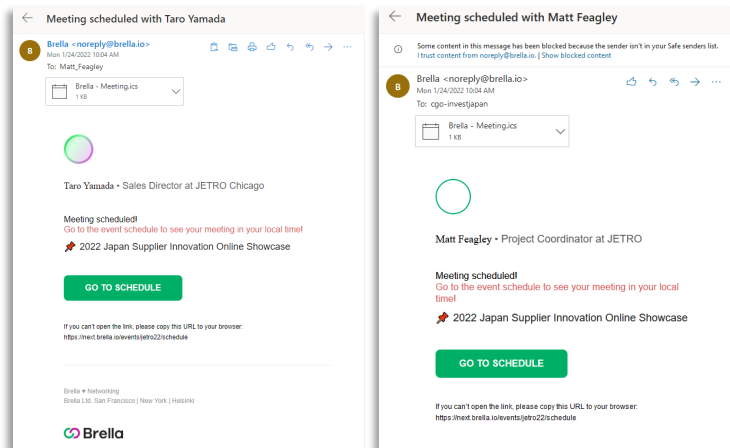 Meeting scheduled with Taro Yamada
B
Brella <noreply@brella.io>
Mon 1/24/2022 10:04 AM
To: Matt_Feagley
Brella - Meeting.ics
1 KB
Taro Yamada • Sales Director at JETRO Chicago
Meeting scheduled!
Go to the event schedule to see your meeting in your local time!
2022 Japan Supplier Innovation Online Showcase
GO TO SCHEDULE
If you can't open the link, please copy this URL to your browser:
https://next.brella.io/events/jetro22/schedule
Brella ♥ Networking
Brella Ltd. San Francisco | New York | Helsinki
Brella
Meeting scheduled with Matt Feagley
Some content in this message has been blocked because the sender isn't in your Safe senders list.
I trust content from noreply@brella.io. | Show blocked content
B
Brella <noreply@brella.io>
Mon 1/24/2022 10:04 AM
To: cgo-investjapan
Brella - Meeting.ics
1 KB
Matt Feagley • Project Coordinator at JETRO
Meeting scheduled!
Go to the event schedule to see your meeting in your local
time!
2022 Japan Supplier Innovation Online Showcase
GO TO SCHEDULE
If you can't open the link, please copy this URL to your browser:
https://next.brella.io/events/jetro22/schedule